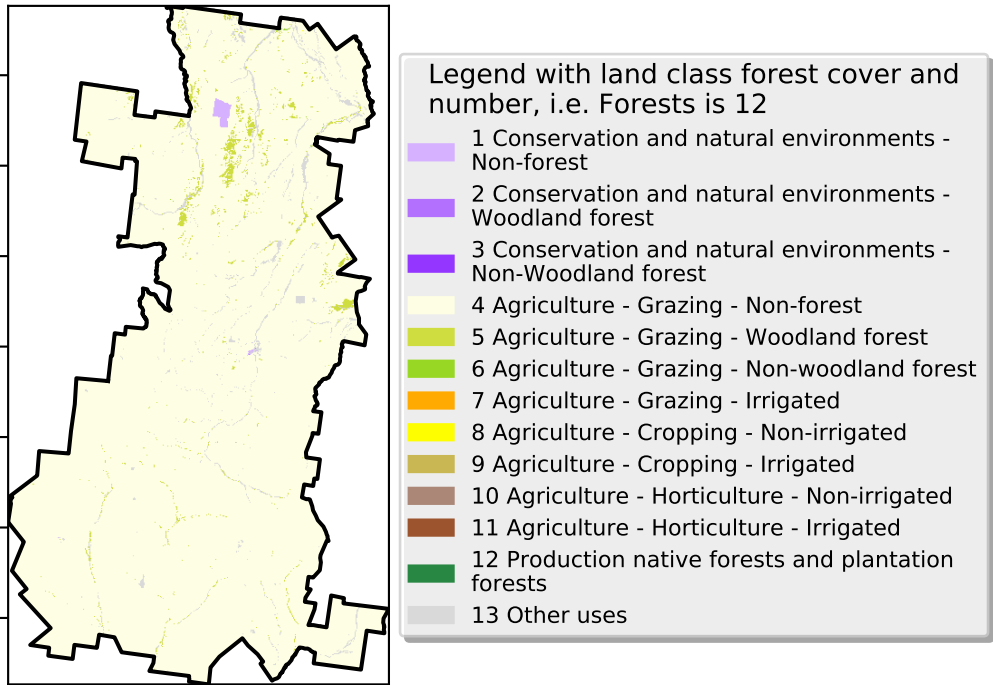 Legend with land class forest cover and
number, i.e. Forests is 12
1 Conservation and natural environments -
Non-forest
2 Conservation and natural environments -
Woodland forest
3 Conservation and natural environments -
Non-Woodland forest
4 Agriculture - Grazing - Non-forest
5 Agriculture - Grazing - Woodland forest
6 Agriculture - Grazing - Non-woodland forest
7 Agriculture - Grazing - Irrigated
8 Agriculture - Cropping - Non-irrigated
9 Agriculture - Cropping - Irrigated
10 Agriculture - Horticulture - Non-irrigated
11 Agriculture - Horticulture - Irrigated
12 Production native forests and plantation
forests
13 Other uses